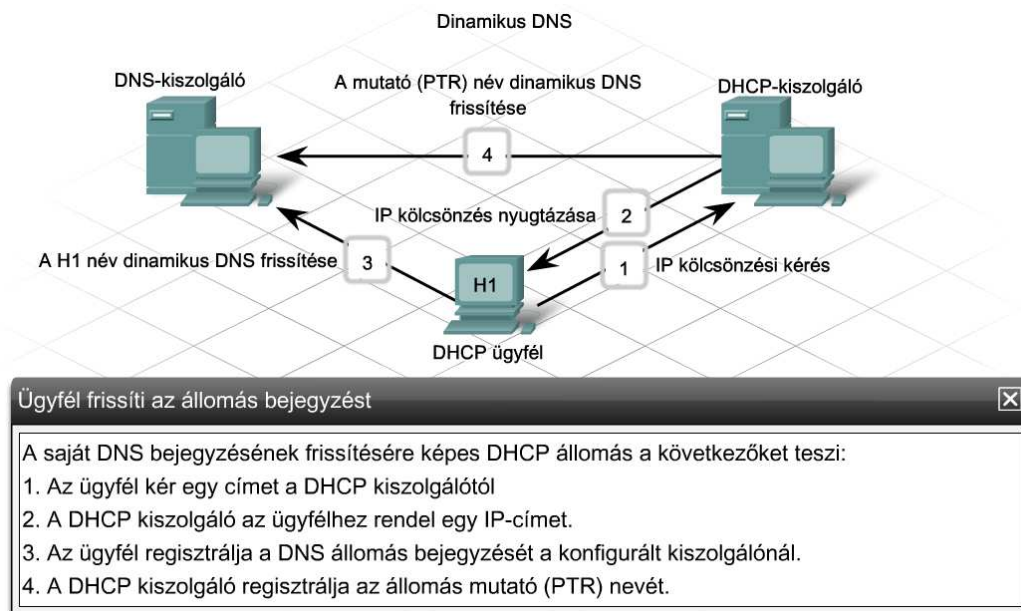 Dinamikus DNS
DNS-kiszolgáló
A mutató (PTR) név dinamikus DNS
frissítése
DHCP-kiszolgáló
4
IP kölcsönzés nyugtázása
2
A H1 név dinamikus DNS frissítése
3
1
IP kölcsönzési kérés
H1
DHCP ügyfél
Ügyfél frissíti az állomás bejegyzést
A saját DNS bejegyzésének frissítésére képes DHCP állomás a következőket teszi:
1. Az ügyfél kér egy címet a DHCP kiszolgálótól
2. A DHCP kiszolgáló az ügyfélhez rendel egy IP-címet.
3. Az ügyfél regisztrálja a DNS állomás bejegyzését a konfigurált kiszolgálónál.
4. A DHCP kiszolgáló regisztrálja az állomás mutató (PTR) nevét.